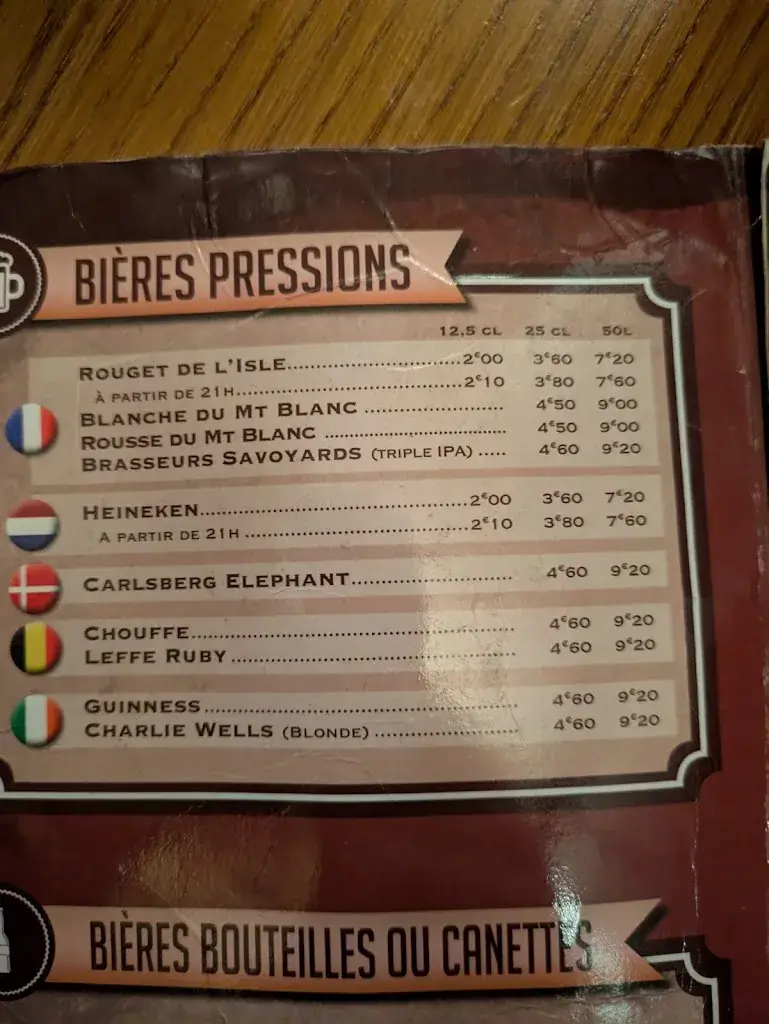 BIÈRES PRESSIONS
12,5 CL 25 CL 50L
ROUGET DE L'ISLE 2€00 3€60 7€20
À PARTIR DE 21H 2€10 3€80 7€60
BLANCHE DU MT BLANC 4€50 9€00
ROUSSE DU MT BLANC 4€50 9€00
BRASSEURS SAVOYARDS (TRIPLE IPA) 4€60 9€20
HEINEKEN 2€00 3€60 7€20
A PARTIR DE 21H 2€10 3€80 7€60
CARLSBERG ELEPHANT 4€60 9€20
CHOUFFE 4€60 9€20
LEFFE RUBY 4€60 9€20
GUINNESS 4€60 9€20
CHARLIE WELLS (BLONDE) 4€60 9€20
BIÈRES BOUTEILLES OU CANETTES